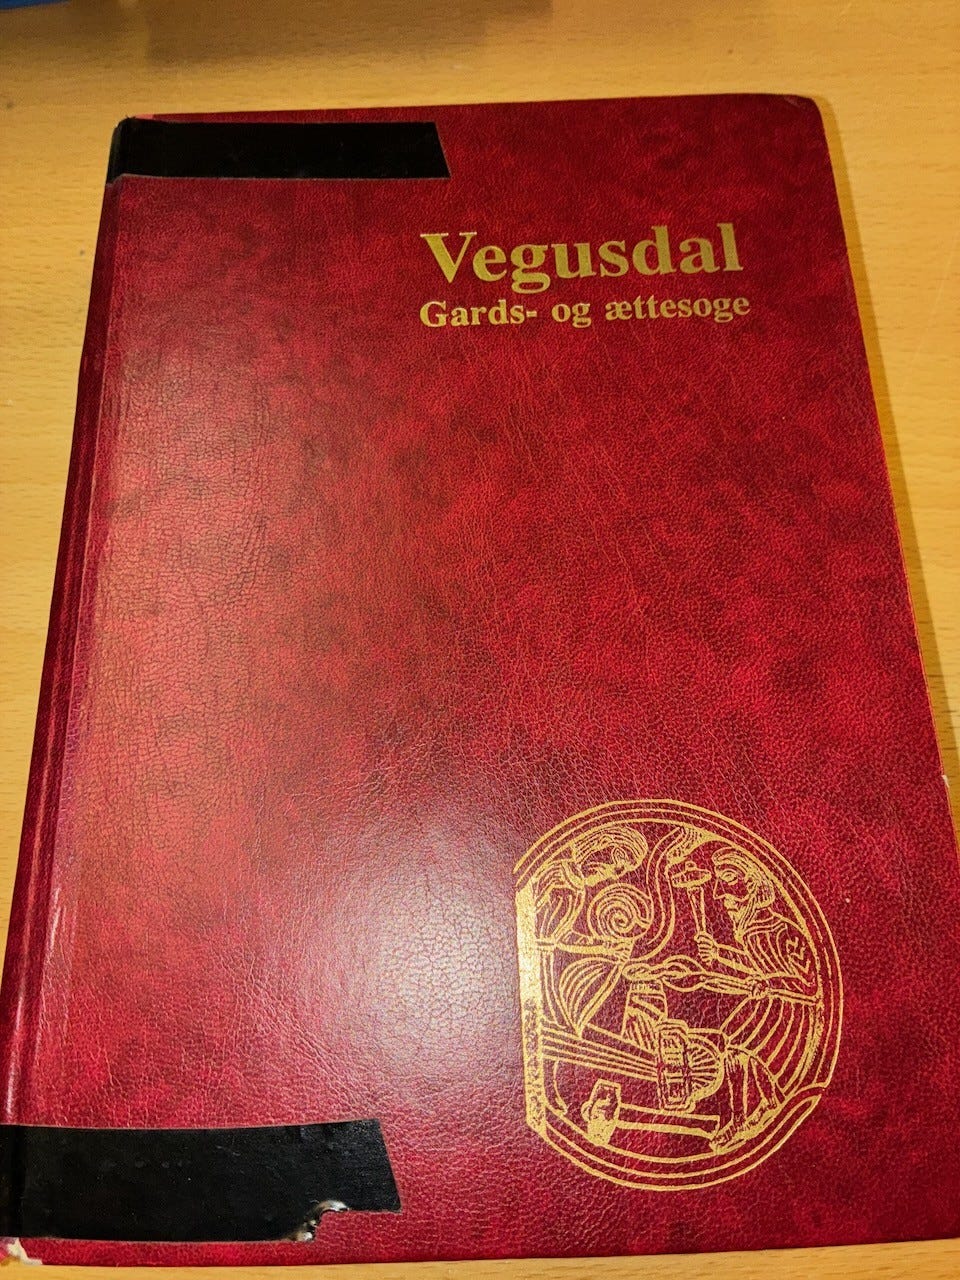 Vegusdal
Gards- og ættesoge